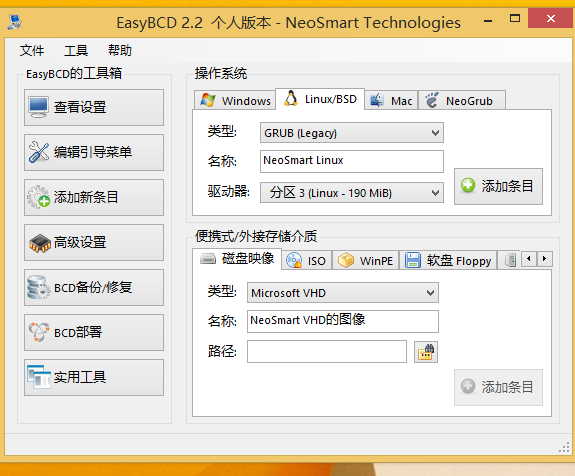 EasyBCD 2.2 个人版本 - NeoSmart Technologies
文件 工具 帮助
EasyBCD的工具箱
查看设置
编辑引导菜单
添加新条目
高级设置
BCD备份/修复
BCD部署
实用工具
操作系统
Windows Linux/BSD Mac NeoGrub
类型: GRUB (Legacy)
名称: NeoSmart Linux
驱动器: 分区 3 (Linux - 190 MiB)
添加条目
便携式/外接存储介质
磁盘映像 ISO WinPE 软盘 Floppy
类型: Microsoft VHD
名称: NeoSmart VHD的图像
路径:
添加条目